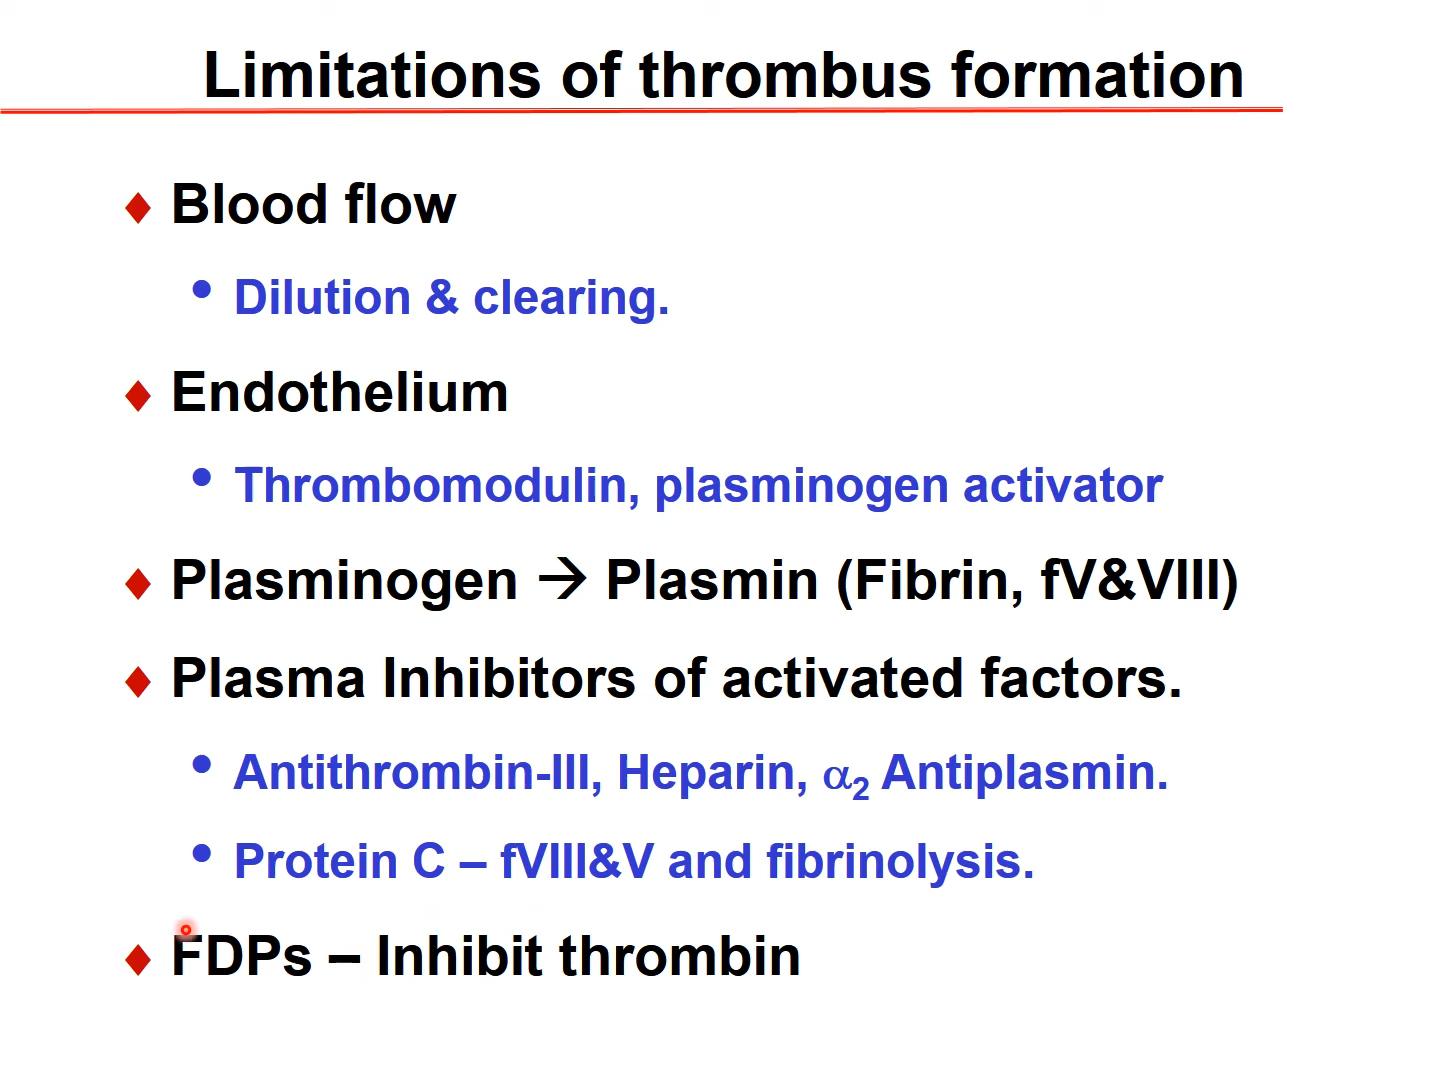 Limitations of thrombus formation
Blood flow
Dilution & clearing.
Endothelium
Thrombomodulin, plasminogen activator
Plasminogen → Plasmin (Fibrin, fV&VIII)
Plasma Inhibitors of activated factors.
Antithrombin-III, Heparin, α₂ Antiplasmin.
Protein C – fVIII&V and fibrinolysis.
FDPs – Inhibit thrombin